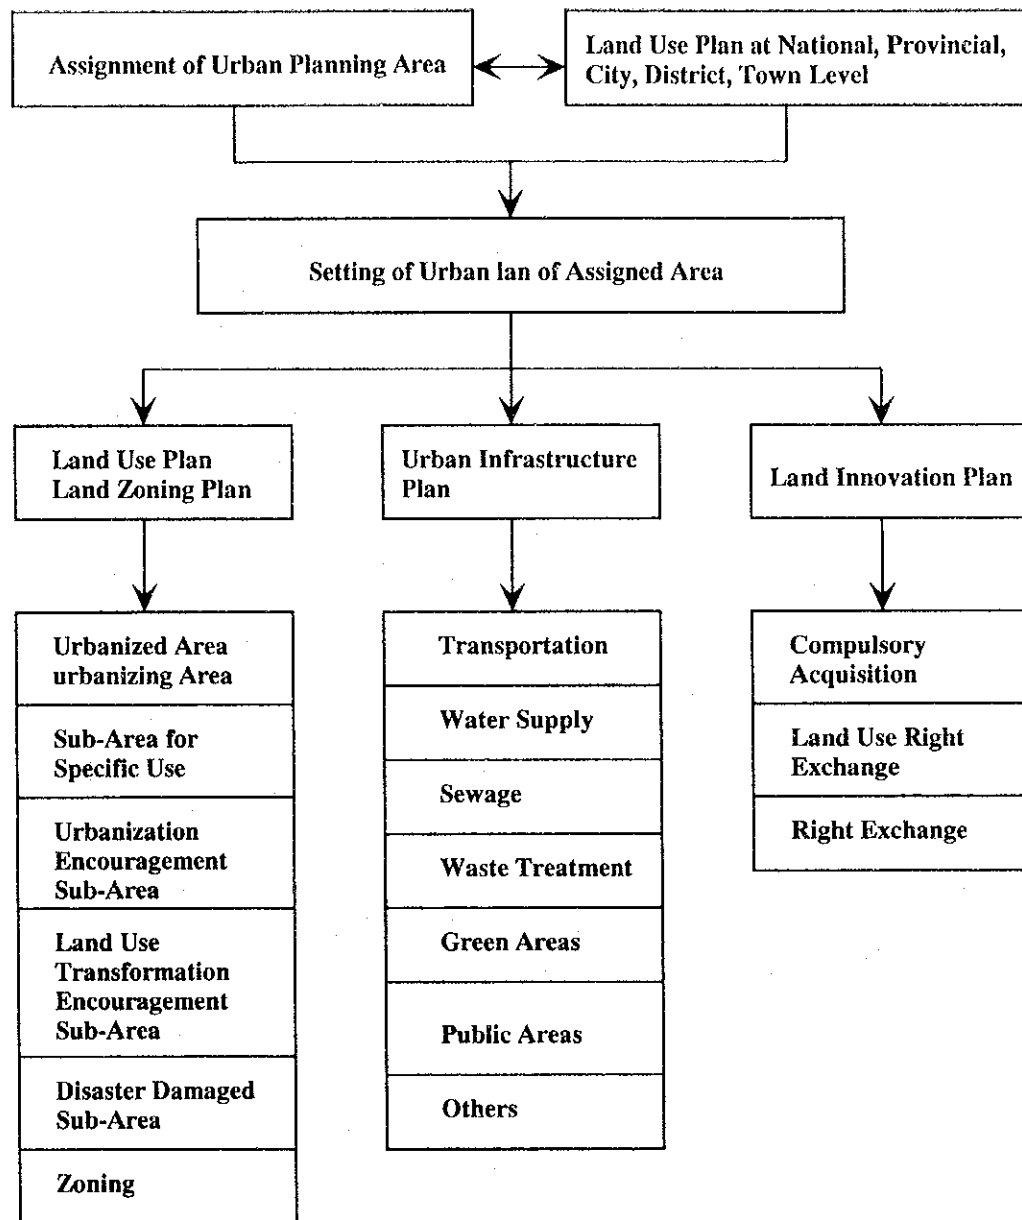 Assignment of Urban Planning Area
Land Use Plan at National, Provincial,
City, District, Town Level
Setting of Urban lan of Assigned Area
Land Use Plan
Land Zoning Plan
Urban Infrastructure
Plan
Land Innovation Plan
Urbanized Area
urbanizing Area
Sub-Area for
Specific Use
Urbanization
Encouragement
Sub-Area
Land Use
Transformation
Encouragement
Sub-Area
Disaster Damaged
Sub-Area
Zoning
Transportation
Water Supply
Sewage
Waste Treatment
Green Areas
Public Areas
Others
Compulsory
Acquisition
Land Use Right
Exchange
Right Exchange